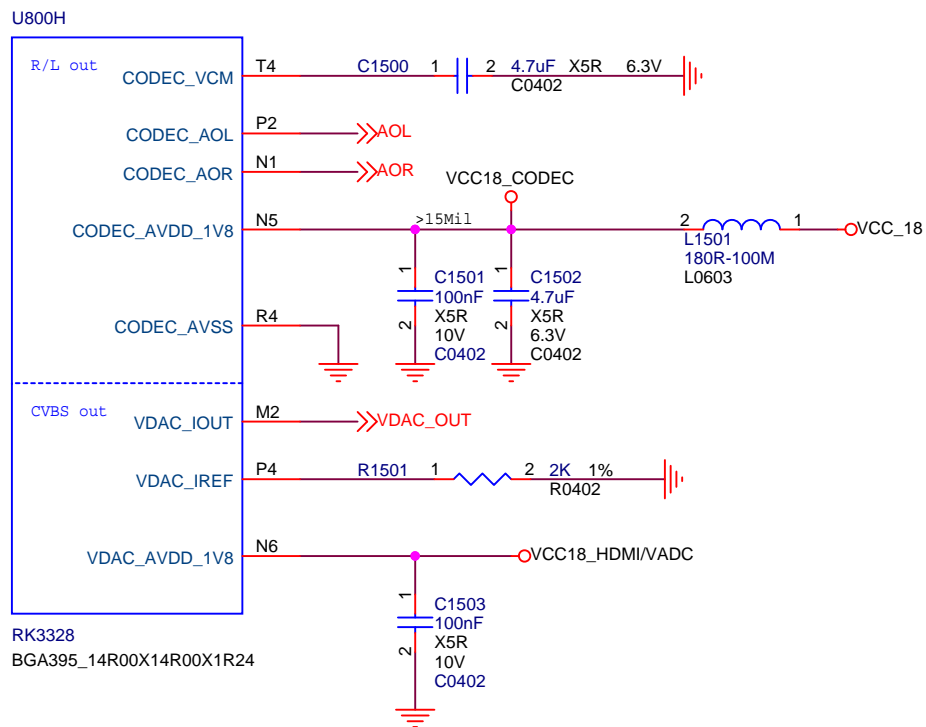 U800H
R/L out
CODEC_VCM
T4
C1500
1
2
4.7uF
X5R
6.3V
C0402
CODEC_AOL
P2
AOL
CODEC_AOR
N1
AOR
VCC18_CODEC
CODEC_AVDD_1V8
N5
>15Mil
2
1
VCC_18
L1501
180R-100M
L0603
1
C1501
100nF
X5R
10V
C0402
2
1
C1502
4.7uF
X5R
6.3V
C0402
2
CODEC_AVSS
R4
CVBS out
VDAC_IOUT
M2
VDAC_OUT
VDAC_IREF
P4
R1501
1
2
2K
1%
R0402
VDAC_AVDD_1V8
N6
VCC18_HDMI/VADC
1
C1503
100nF
X5R
10V
C0402
2
RK3328
BGA395_14R00X14R00X1R24